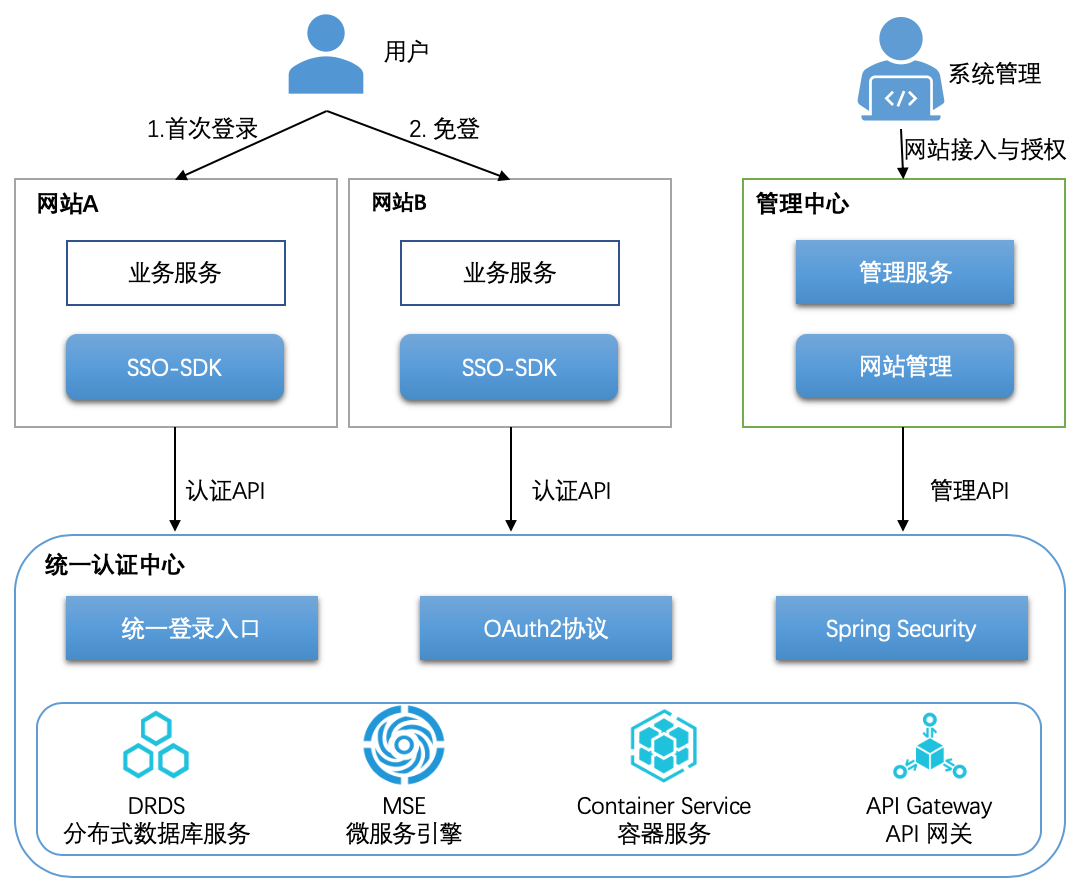 用户
系统管理
1.首次登录
2. 免登
网站接入与授权
网站A
网站B
管理中心
业务服务
业务服务
管理服务
SSO-SDK
SSO-SDK
网站管理
认证API
认证API
管理API
统一认证中心
统一登录入口
OAuth2协议
Spring Security
DRDS
分布式数据库服务
MSE
微服务引擎
Container Service
容器服务
API Gateway
API 网关